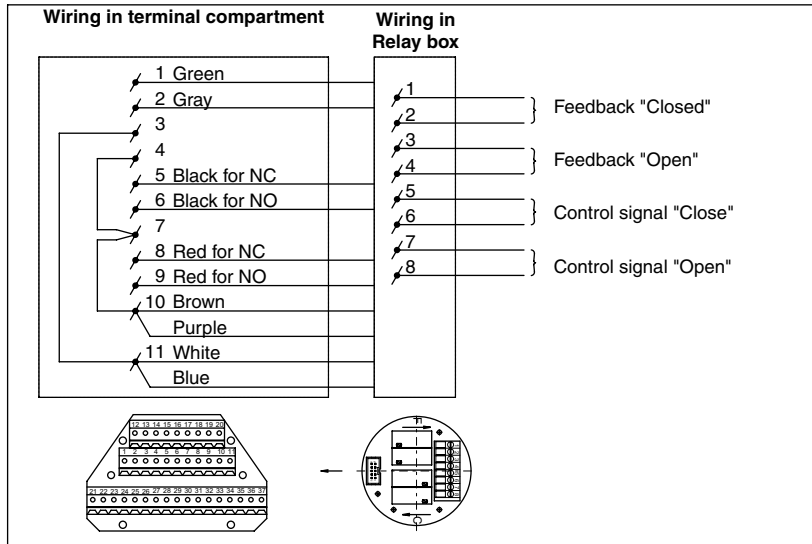 Wiring in terminal compartment
Wiring in
Relay box
1 Green
2 Gray
3
4
5 Black for NC
6 Black for NO
7
8 Red for NC
9 Red for NO
10 Brown
Purple
11 White
Blue
1
2
3
4
5
6
7
8
Feedback "Closed"
Feedback "Open"
Control signal "Close"
Control signal "Open"
12 13 14 15 16 17 18 19 20
1 2 3 4 5 6 7 8 9 10 11
21 22 23 24 25 26 27 28 29 30 31 32 33 34 35 36 37